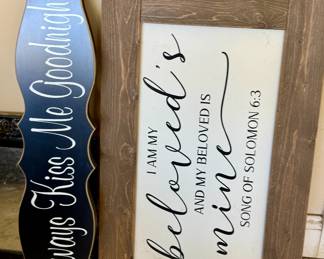 ways Kiss Me Goodnigh
I AM MY
beloved's
AND MY BELOVED IS
mine
SONG OF SOLOMON 6:3